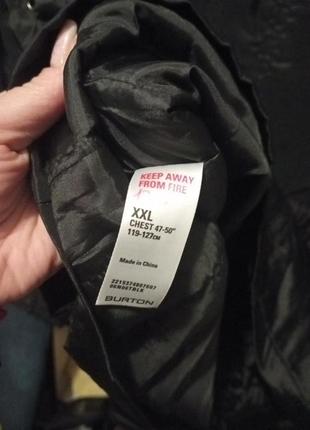 KEEP AWAY
FROM FIRE
XXL
CHEST 47-50"
119-127CM
Made in China
BURTON